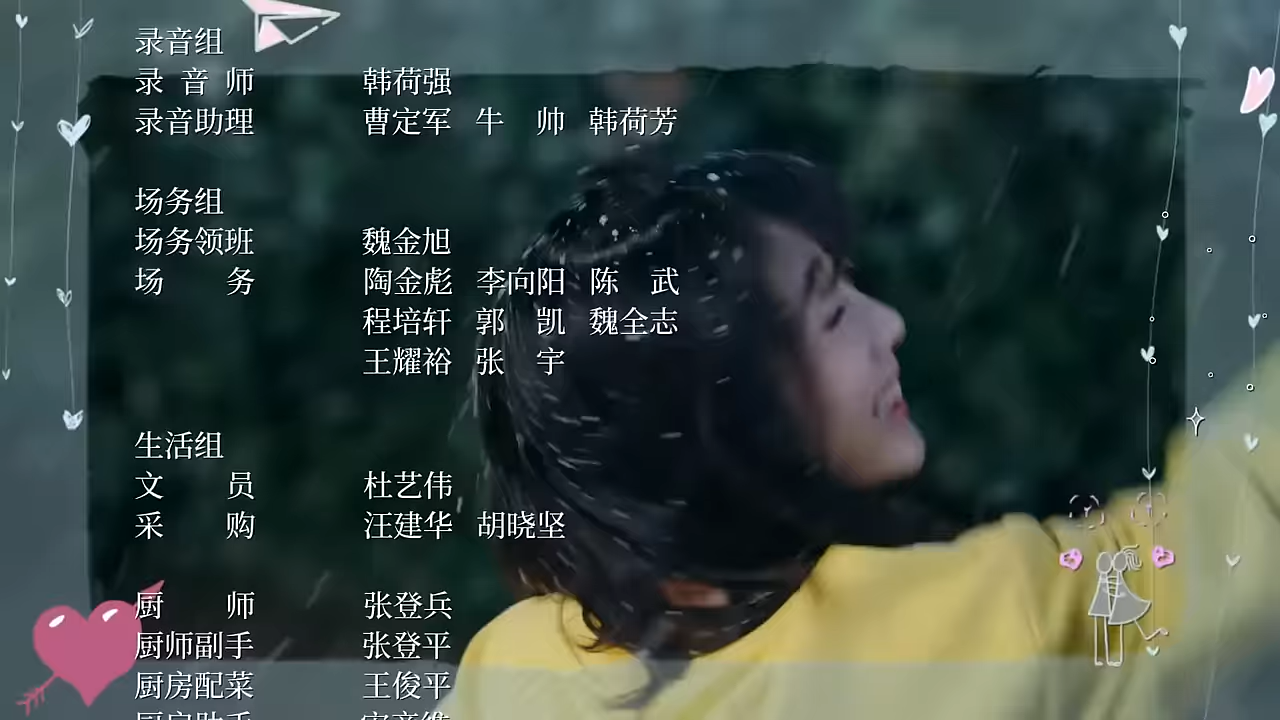 录音组
录 音 师 韩荷强
录音助理 曹定军 牛 帅 韩荷芳
场务组
场务领班 魏金旭
场 务 陶金彪 李向阳 陈 武
程培轩 郭 凯 魏全志
王耀裕 张 宇
生活组
文 员 杜艺伟
采 购 汪建华 胡晓坚
厨 师 张登兵
厨师副手 张登平
厨房配菜 王俊平